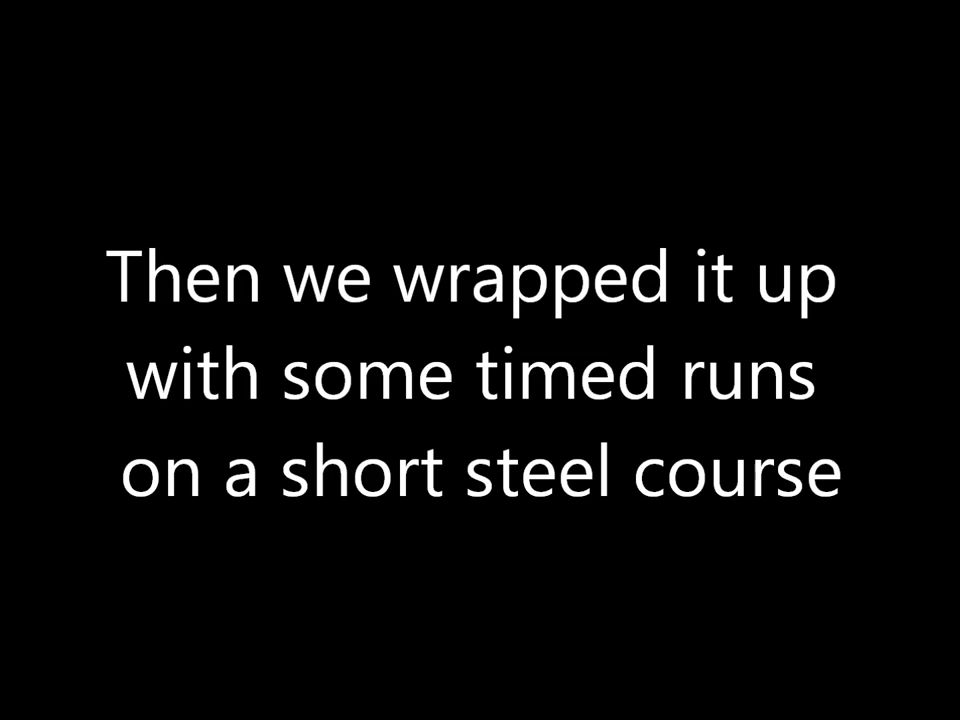 Then we wrapped it up
with some timed runs
on a short steel course